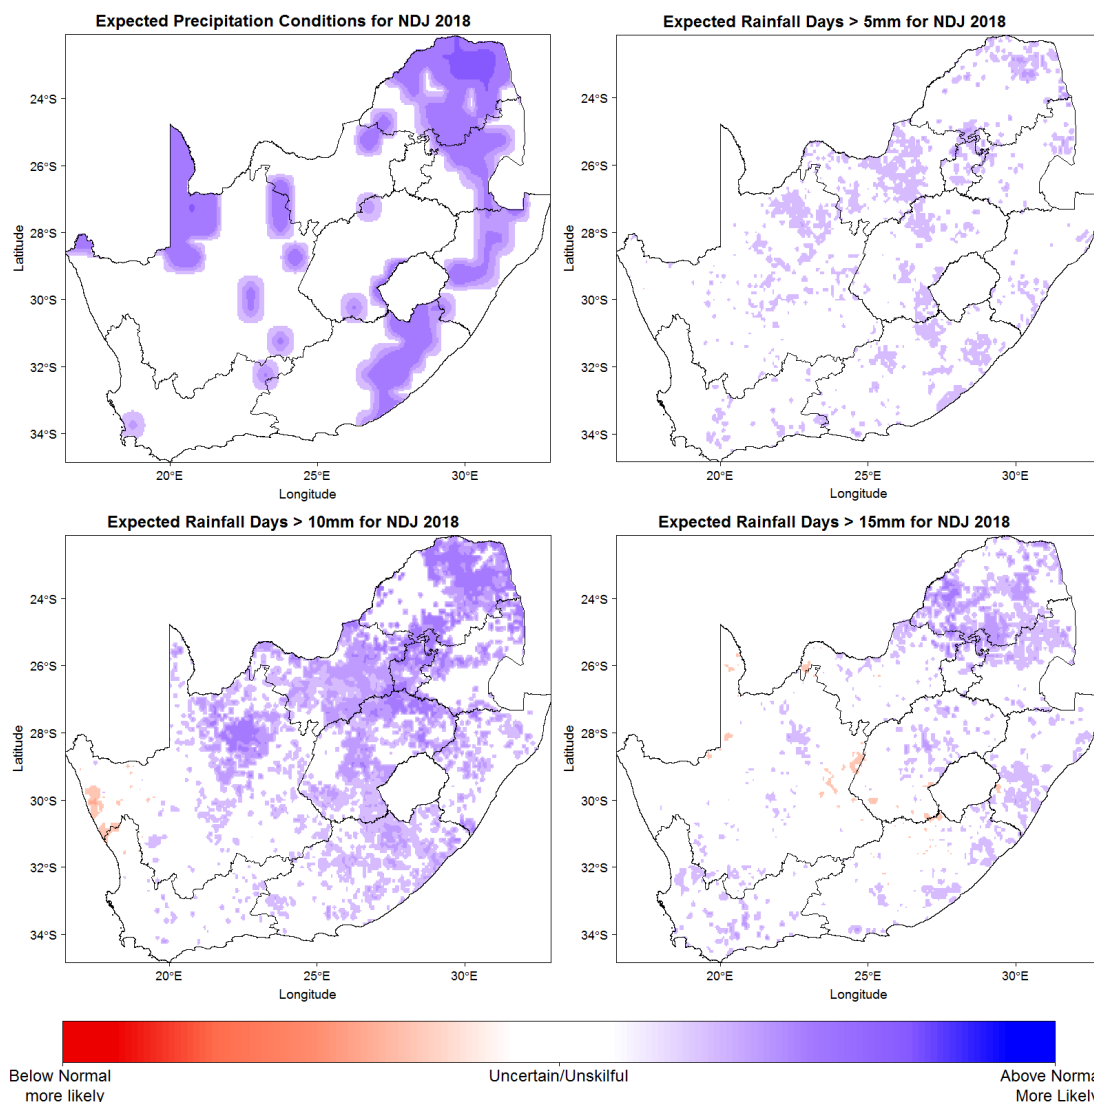 Expected Precipitation Conditions for NDJ 2018
24°S
26°S
28°S
30°S
32°S
34°S
Latitude
20°E
25°E
30°E
Longitude
Expected Rainfall Days > 5mm for NDJ 2018
24°S
26°S
28°S
30°S
32°S
34°S
Latitude
20°E
25°E
30°E
Longitude
Expected Rainfall Days > 10mm for NDJ 2018
24°S
26°S
28°S
30°S
32°S
34°S
Latitude
20°E
25°E
30°E
Longitude
Expected Rainfall Days > 15mm for NDJ 2018
24°S
26°S
28°S
30°S
32°S
34°S
Latitude
20°E
25°E
30°E
Longitude
Below Normal
more likely
Uncertain/Unskilful
Above Normal
More Likely